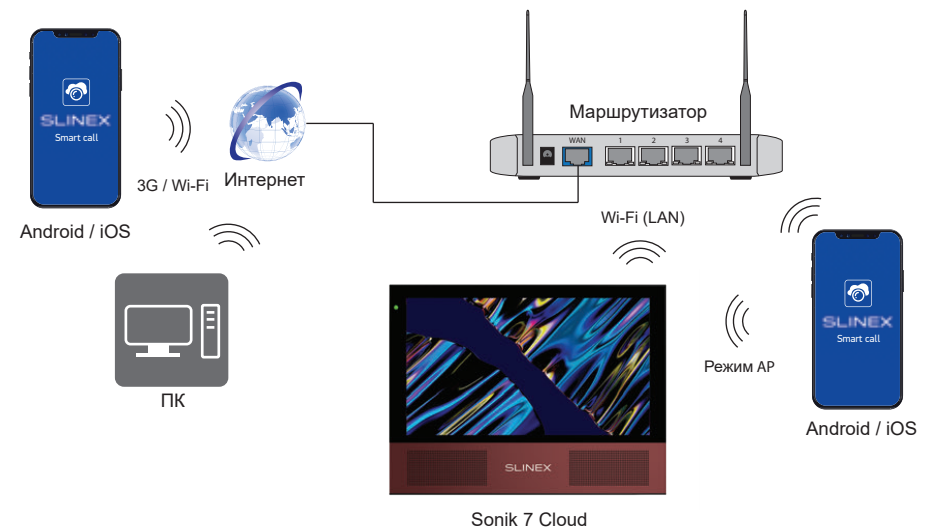 SLINEX
Smart call
3G / Wi-Fi
Интернет
Android / iOS
ПК
Маршрутизатор
WAN
1
2
3
4
Wi-Fi (LAN)
Режим AP
SLINEX
Smart call
Android / iOS
SLINEX
Sonik 7 Cloud